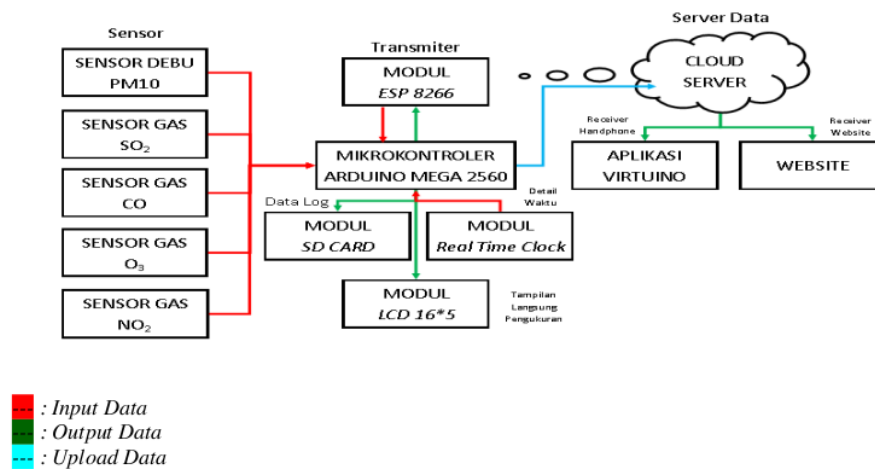 Sensor
SENSOR DEBU
PM10
SENSOR GAS
SO₂
SENSOR GAS
CO
SENSOR GAS
O₃
SENSOR GAS
NO₂
Transmiter
MODUL
ESP 8266
MIKROKONTROLER
ARDUINO MEGA 2560
Data Log
MODUL
SD CARD
Detail
Waktu
MODUL
Real Time Clock
MODUL
LCD 16*5
Tampilan
Langsung
Pengukuran
Server Data
CLOUD
SERVER
Receiver
Handphone
APLIKASI
VIRTUINO
Receiver
Website
WEBSITE
--- : Input Data
--- : Output Data
--- : Upload Data